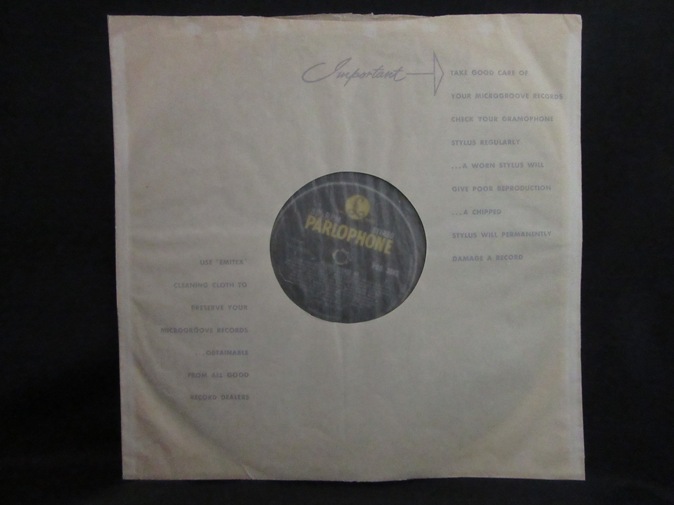 Important
TAKE GOOD CARE OF
YOUR MICROGROOVE RECORDS
CHECK YOUR GRAMOPHONE
STYLUS REGULARLY
...A WORN STYLUS WILL
GIVE POOR REPRODUCTION
...A CHIPPED
STYLUS WILL PERMANENTLY
DAMAGE A RECORD
PARLOPHONE
USE "EMITEX"
CLEANING CLOTH TO
PRESERVE YOUR
MICROGROOVE RECORDS
OBTAINABLE
FROM ALL GOOD
RECORD DEALERS